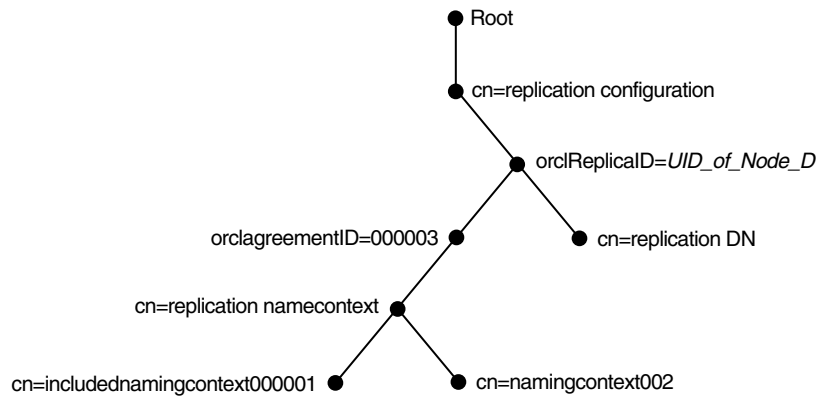 Root
cn=replication configuration
orclReplicaID=UID_of_Node_D
orclagreementID=000003
cn=replication DN
cn=replication namecontext
cn=includednamingcontext000001
cn=namingcontext002